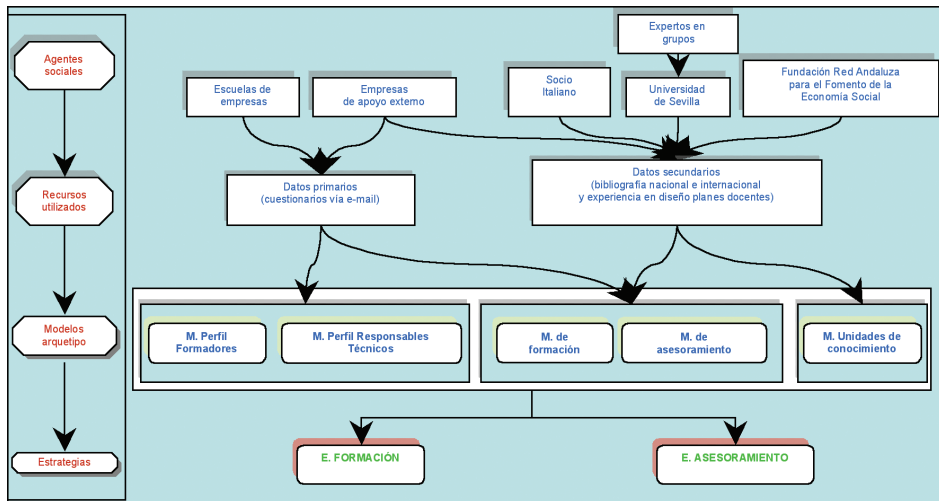 Agentes
sociales
Recursos
utilizados
Modelos
arquetipo
Estrategias
Expertos en
grupos
Escuelas de
empresas
Empresas
de apoyo externo
Socio
Italiano
Universidad
de Sevilla
Fundación Red Andaluza
para el Fomento de la
Economía Social
Datos primarios
(cuestionarios vía e-mail)
Datos secundarios
(bibliografía nacional e internacional
y experiencia en diseño planes docentes)
M. Perfil
Formadores
M. Perfil Responsables
Técnicos
M. de
formación
M. de
asesoramiento
M. Unidades de
conocimiento
E. FORMACIÓN
E. ASESORAMIENTO